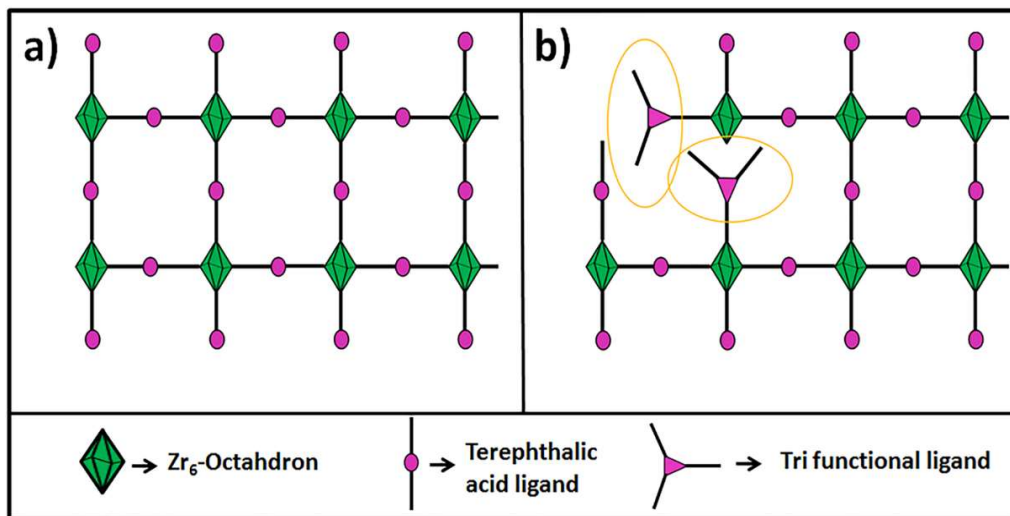 a)
b)
Zr₆-Octahdron
Terephthalic
acid ligand
Tri functional ligand